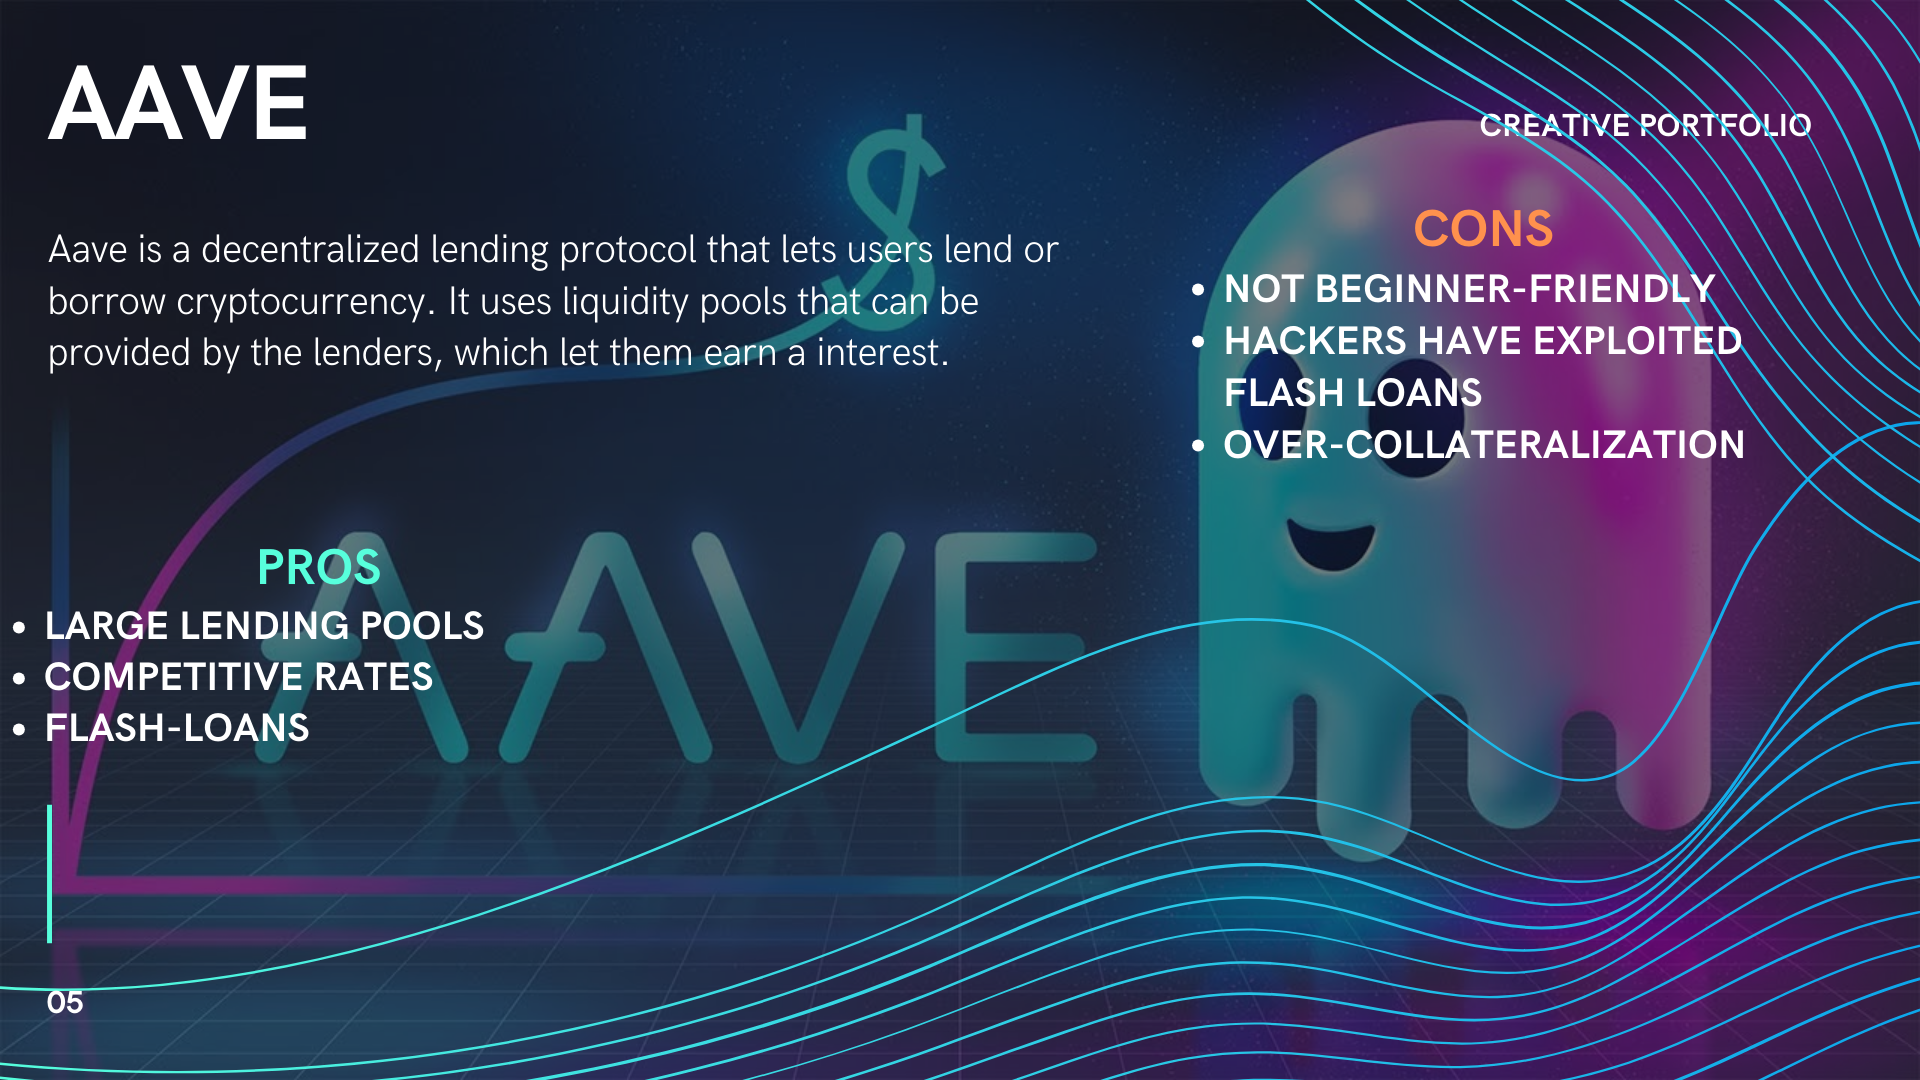 AAVE
CREATIVE PORTFOLIO
Aave is a decentralized lending protocol that lets users lend or
borrow cryptocurrency. It uses liquidity pools that can be
provided by the lenders, which let them earn a interest.
CONS
• NOT BEGINNER-FRIENDLY
• HACKERS HAVE EXPLOITED
FLASH LOANS
• OVER-COLLATERALIZATION
$
AAVE
PROS
• LARGE LENDING POOLS
• COMPETITIVE RATES
• FLASH-LOANS
05